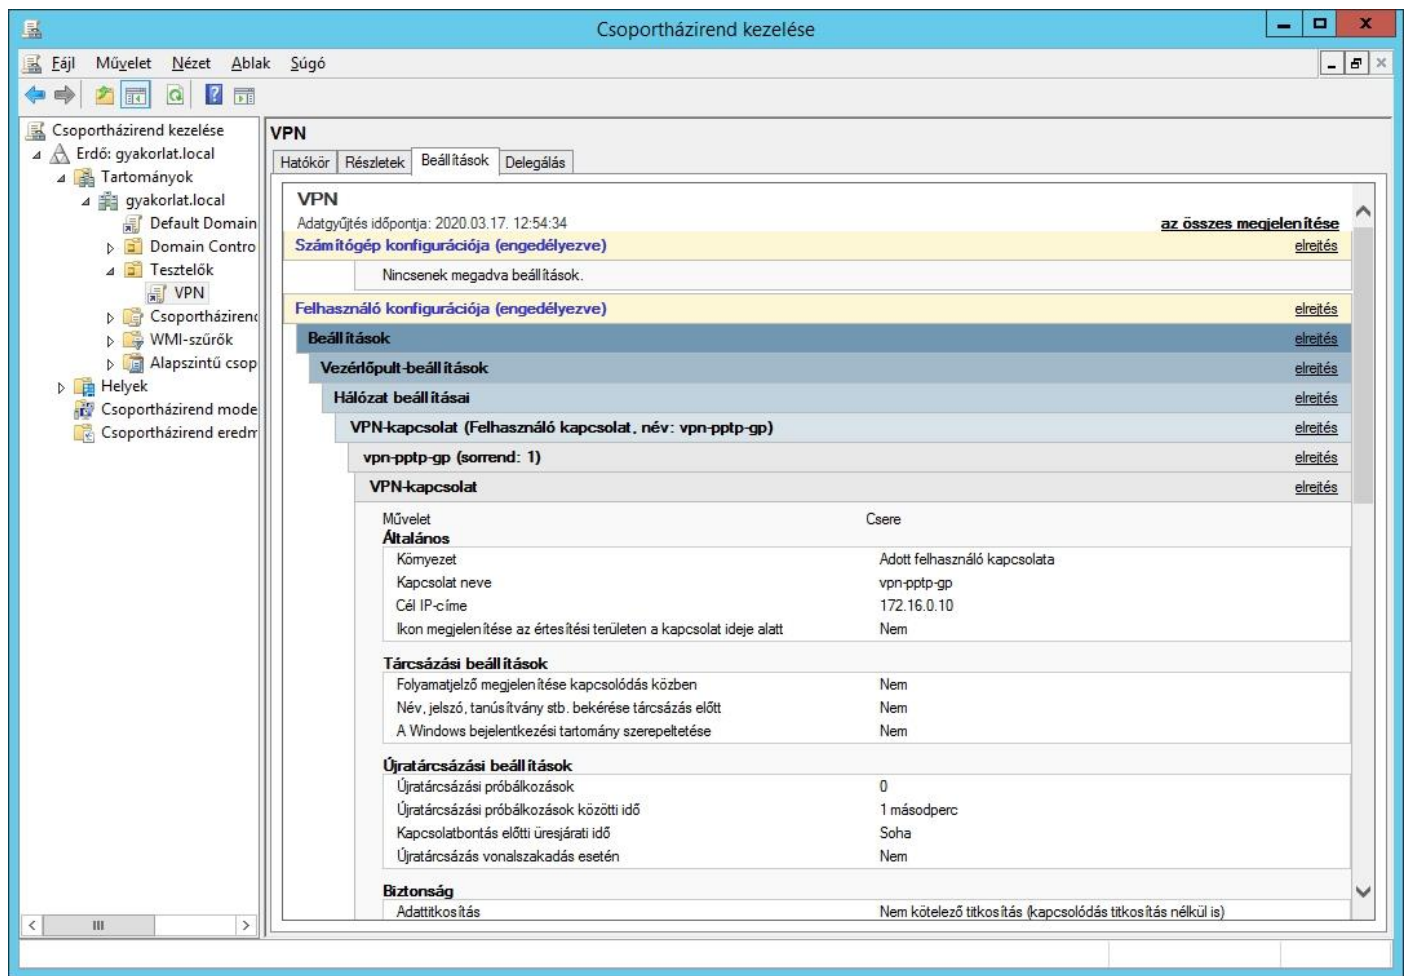 Csoportházirend kezelése
Fájl Művelet Nézet Ablak Súgó
Csoportházirend kezelése
Erdő: gyakorlat.local
Tartományok
gyakorlat.local
Default Domain
Domain Contro
Tesztelők
VPN
Csoportházirend
WMI-szűrők
Alapszintű csop
Helyek
Csoportházirend mode
Csoportházirend eredm
VPN
Hatókör Részletek Beállítások Delegálás
VPN
Adatgyűjtés időpontja: 2020.03.17. 12:54:34 az összes megjelenítése
Számítógép konfigurációja (engedélyezve) elrejtés
Nincsenek megadva beállítások.
Felhasználó konfigurációja (engedélyezve) elrejtés
Beállítások elrejtés
Vezérlőpult-beállítások elrejtés
Hálózat beállításai elrejtés
VPN-kapcsolat (Felhasználó kapcsolat, név: vpn-pptp-gp) elrejtés
vpn-pptp-gp (sorrend: 1) elrejtés
VPN-kapcsolat elrejtés
Művelet Csere
Általános
Környezet Adott felhasználó kapcsolata
Kapcsolat neve vpn-pptp-gp
Cél IP-címe 172.16.0.10
Ikon megjelenítése az értesítési területen a kapcsolat ideje alatt Nem
Tárcsázási beállítások
Folyamatjelző megjelenítése kapcsolódás közben Nem
Név, jelszó, tanúsítvány stb. bekérése tárcsázás előtt Nem
A Windows bejelentkezési tartomány szerepeltetése Nem
Újratárcsázási beállítások
Újratárcsázási próbálkozások 0
Újratárcsázási próbálkozások közötti idő 1 másodperc
Kapcsolatbontás előtti üresjárati idő Soha
Újratárcsázás vonalszakadás esetén Nem
Biztonság
Adattitkosítás Nem kötelező titkosítás (kapcsolódás titkosítás nélkül is)